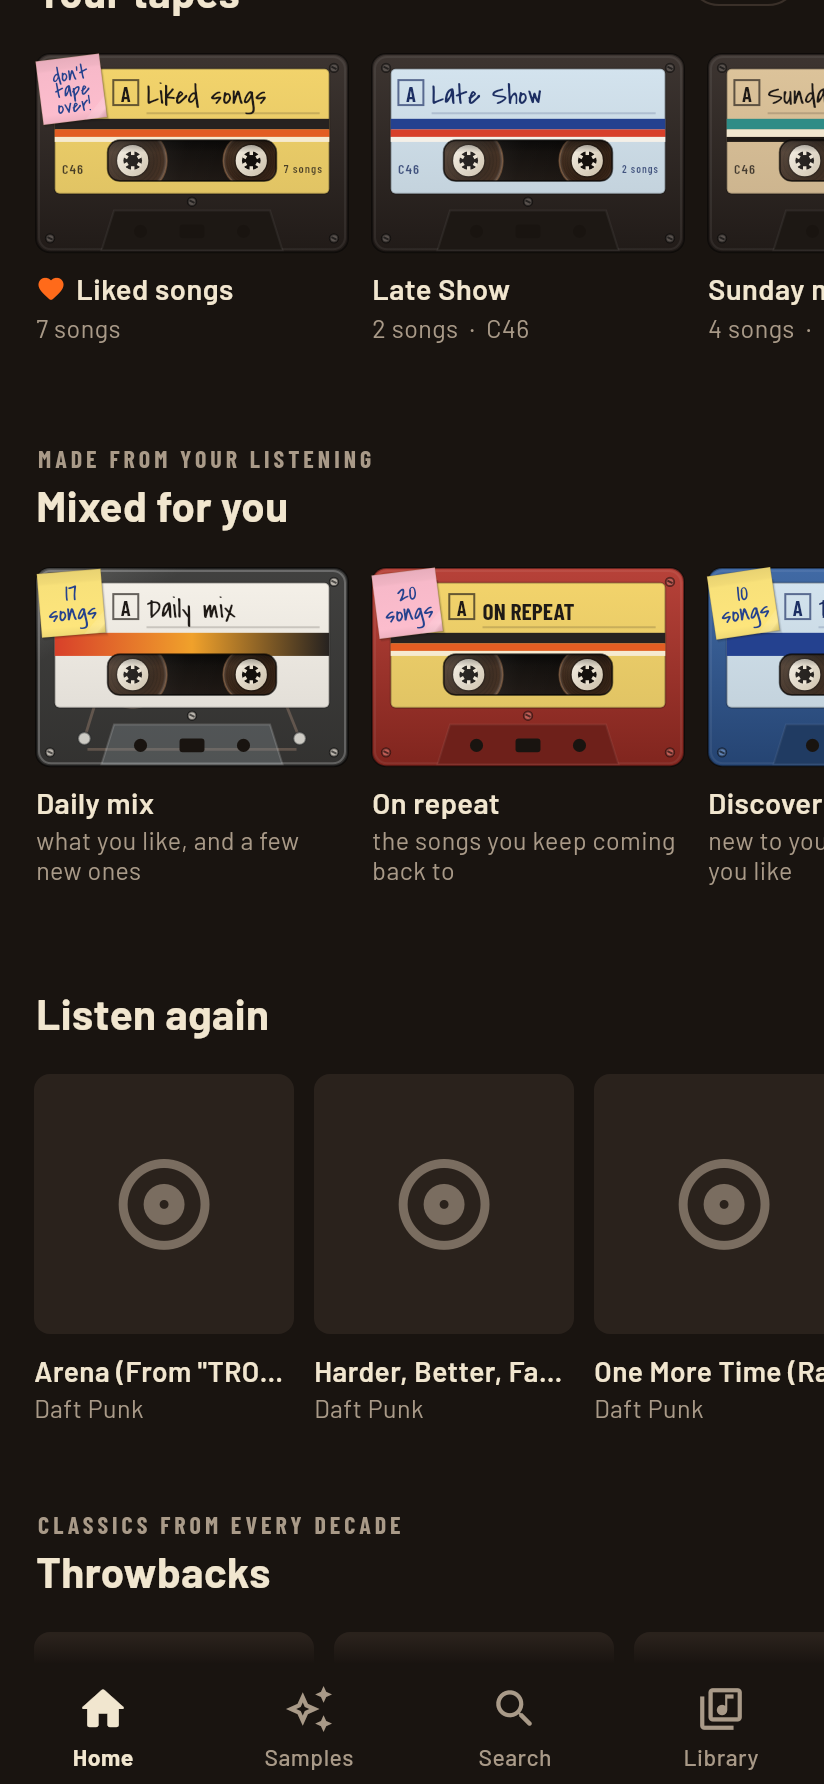 Your tapes
don't
tape
over!
A Liked songs
C46
7 songs
A Late Show
C46
2 songs
A Sunda
C46
Liked songs
7 songs
Late Show
2 songs · C46
Sunday m
4 songs ·
MADE FROM YOUR LISTENING
Mixed for you
17
songs
A Daily mix
20
songs
A ON REPEAT
10
songs
A
Daily mix
what you like, and a few
new ones
On repeat
the songs you keep coming
back to
Discover
new to you
you like
Listen again
Arena (From "TRO...
Daft Punk
Harder, Better, Fa...
Daft Punk
One More Time (Ra
Daft Punk
CLASSICS FROM EVERY DECADE
Throwbacks
Home
Samples
Search
Library